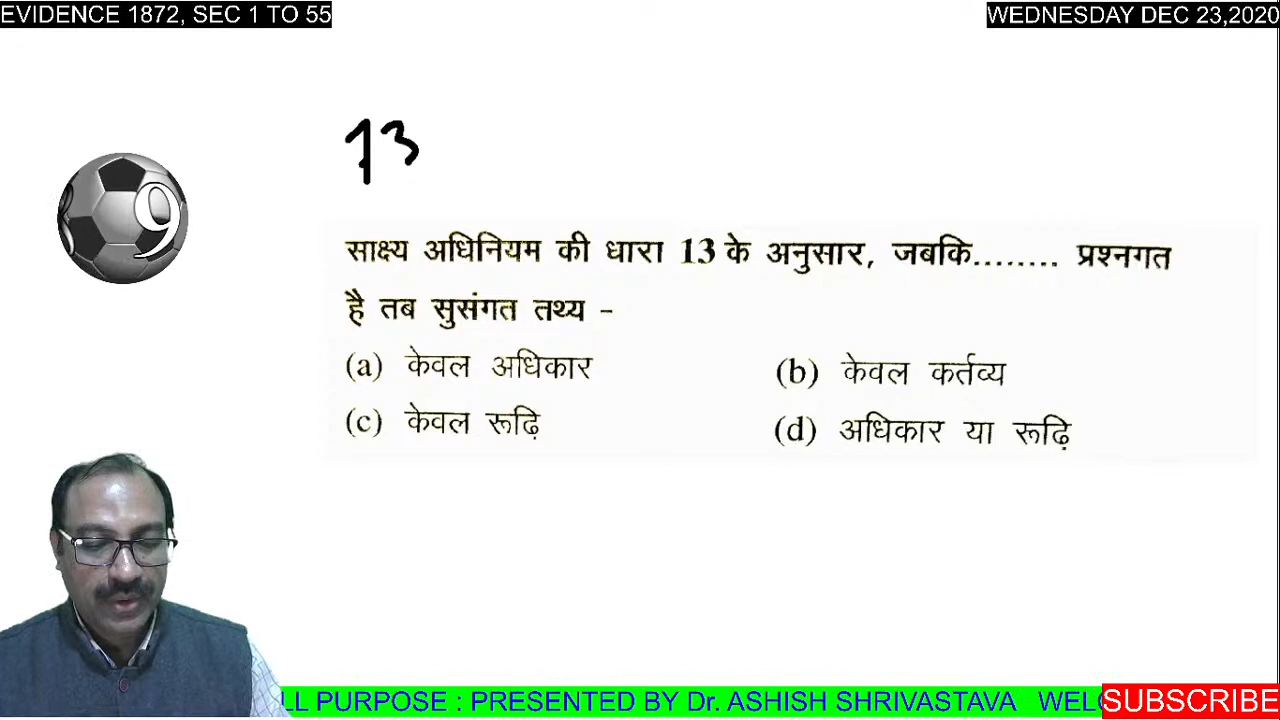 EVIDENCE 1872, SEC 1 TO 55
WEDNESDAY DEC 23,2020
13
9
साक्ष्य अधिनियम की धारा 13 के अनुसार, जबकि........ प्रश्नगत
है तब सुसंगत तथ्य -
(a) केवल अधिकार
(b) केवल कर्तव्य
(c) केवल रूढ़ि
(d) अधिकार या रूढ़ि
LL PURPOSE : PRESENTED BY Dr. ASHISH SHRIVASTAVA WELC
SUBSCRIBE